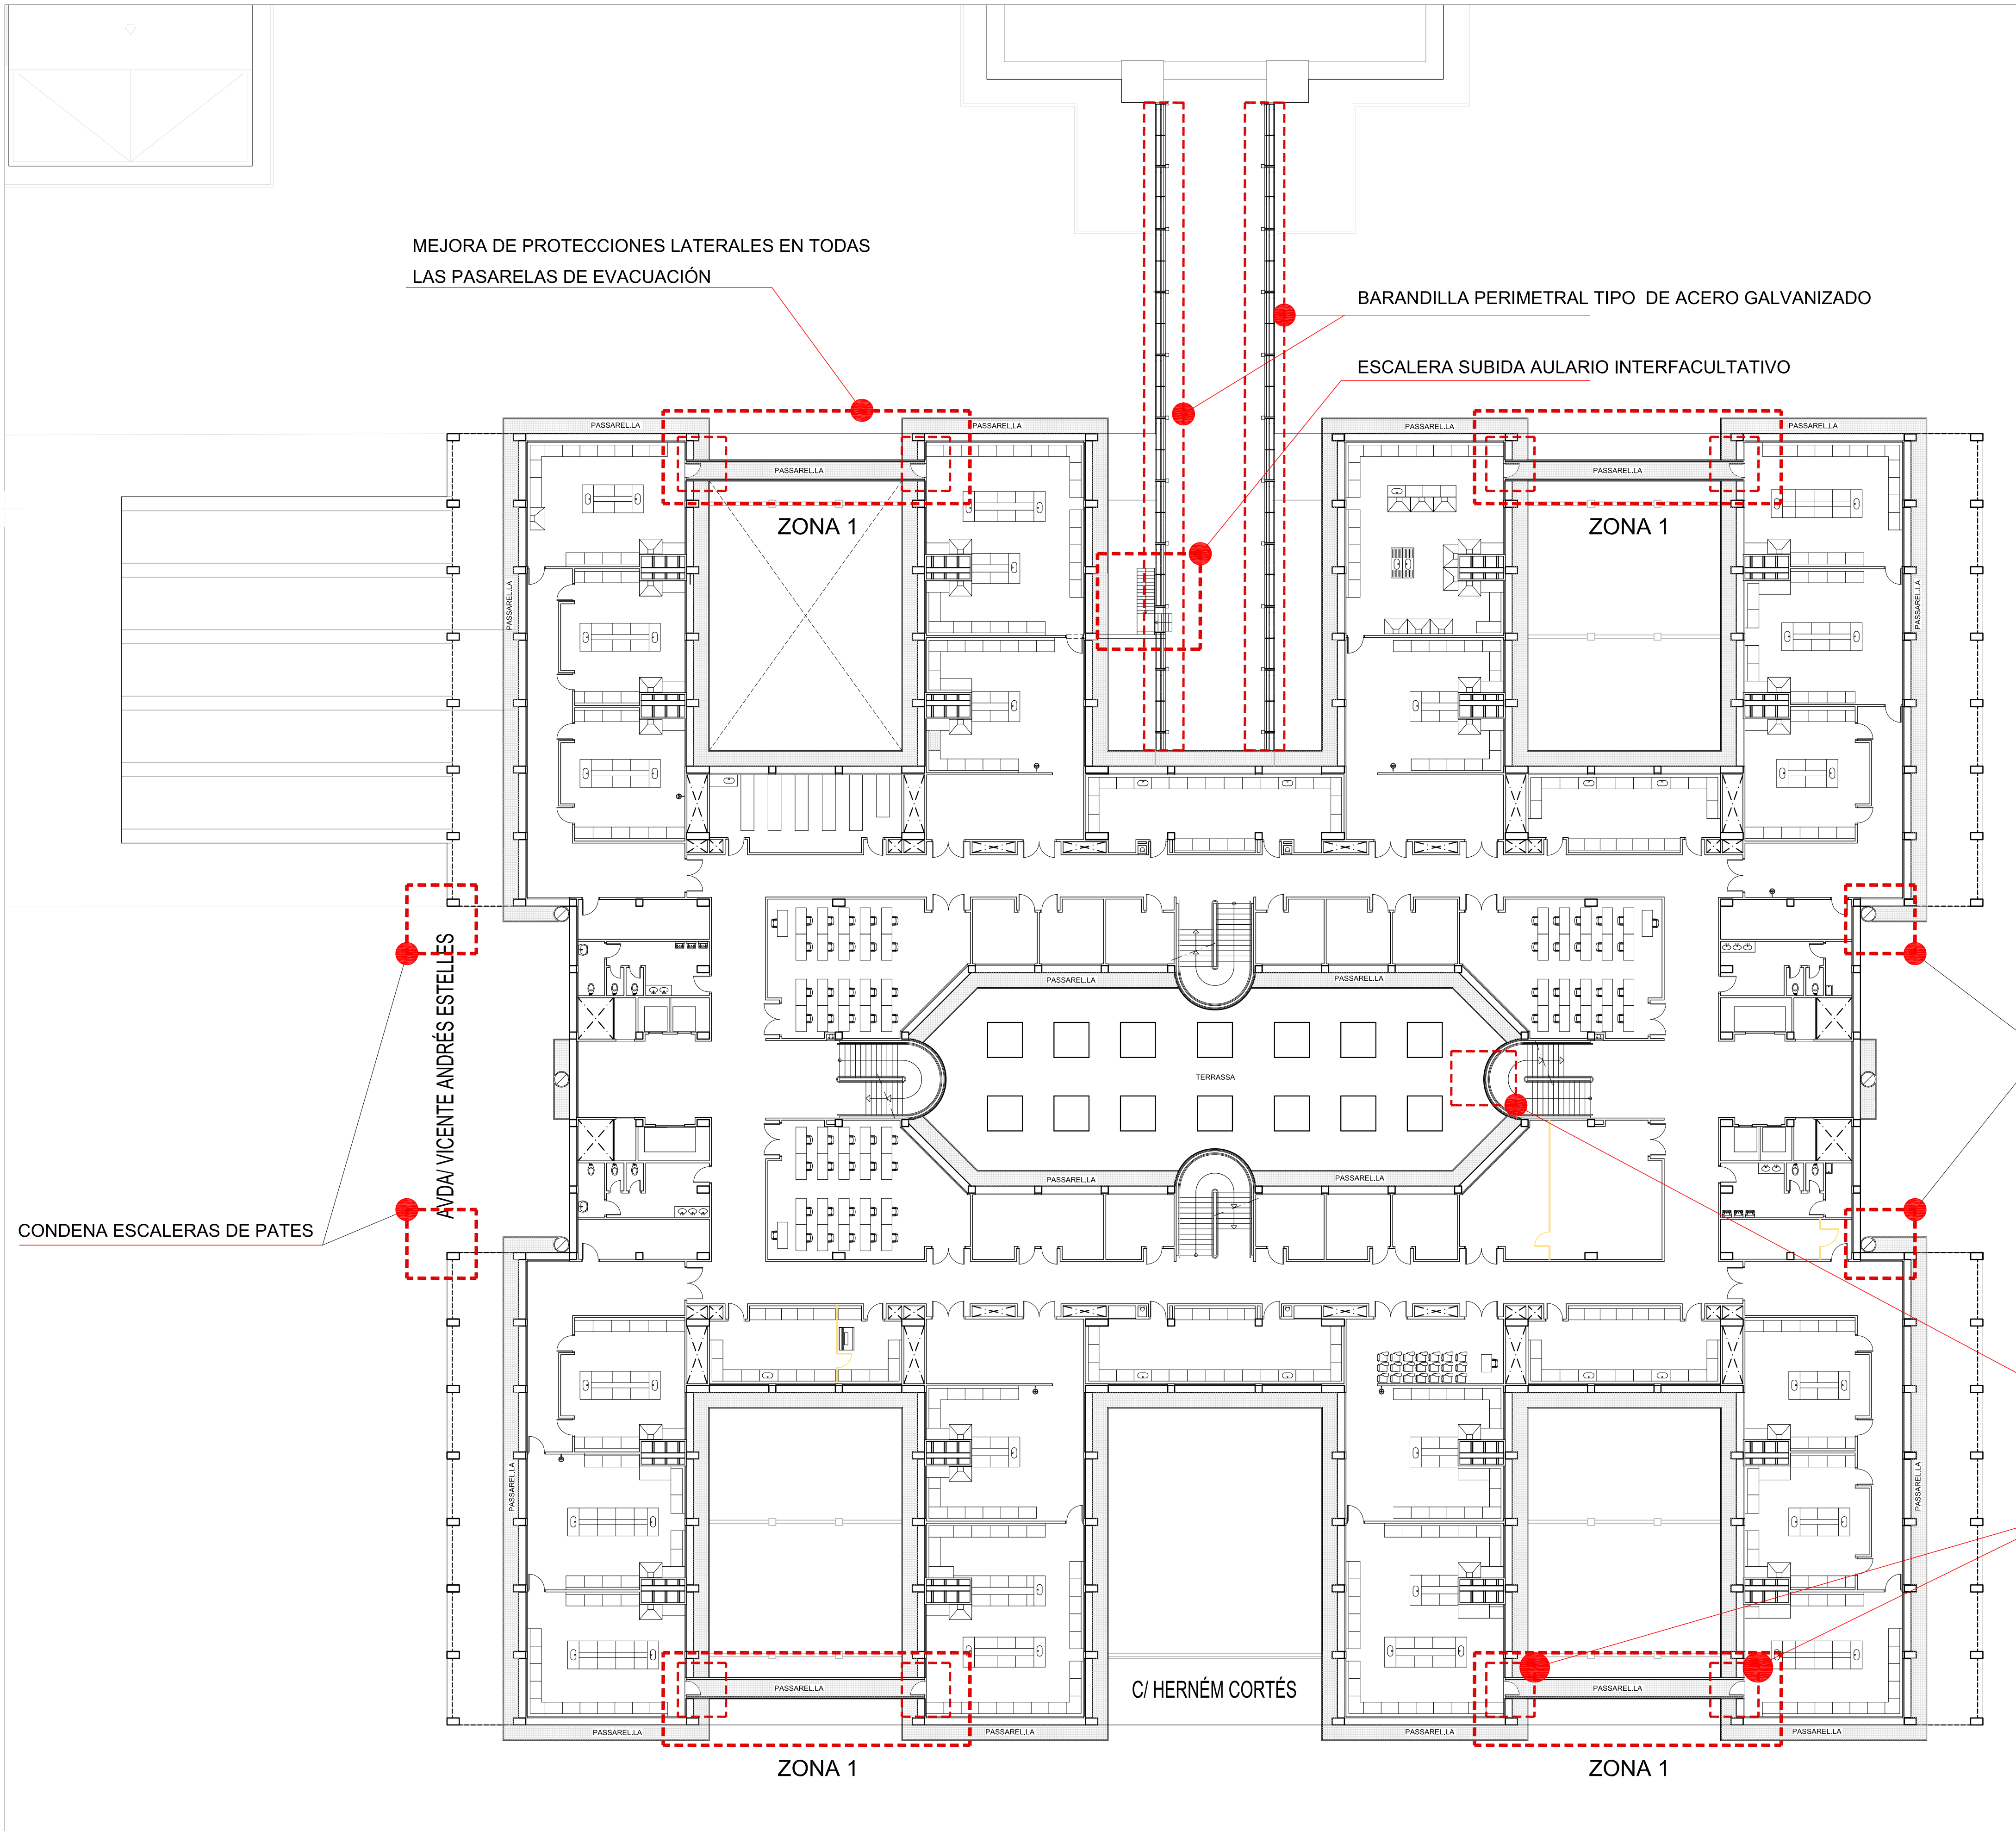 MEJORA DE PROTECCIONES LATERALES EN TODAS
LAS PASARELAS DE EVACUACIÓN
BARANDILLA PERIMETRAL TIPO DE ACERO GALVANIZADO
ESCALERA SUBIDA AULARIO INTERFACULTATIVO
PASSAREL.LA
PASSAREL.LA
PASSAREL.LA
PASSAREL.LA
PASSAREL.LA
PASSAREL.LA
ZONA 1
ZONA 1
PASSAREL.LA
PASSAREL.LA
AVDA/ VICENTE ANDRÉS ESTELLES
PASSAREL.LA
PASSAREL.LA
TERRASSA
PASSAREL.LA
PASSAREL.LA
CONDENA ESCALERAS DE PATES
PASSAREL.LA
PASSAREL.LA
PASSAREL.LA
C/ HERNÉM CORTÉS
PASSAREL.LA
PASSAREL.LA
PASSAREL.LA
PASSAREL.LA
PASSAREL.LA
ZONA 1
ZONA 1